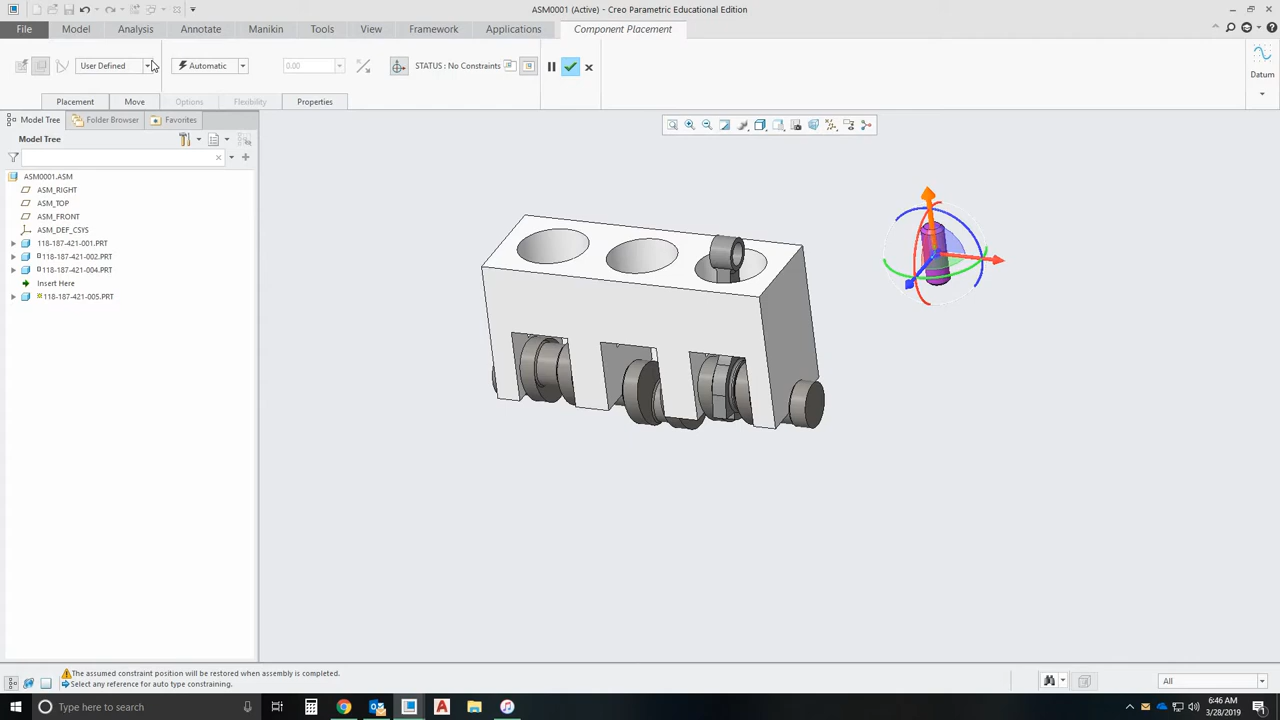 ASM0001 (Active) - Creo Parametric Educational Edition
File Model Analysis Annotate Manikin Tools View Framework Applications Component Placement
User Defined Automatic 0.00 STATUS : No Constraints
Datum
Placement Move Options Flexibility Properties
Model Tree Folder Browser Favorites
Model Tree
ASM0001.ASM
ASM_RIGHT
ASM_TOP
ASM_FRONT
ASM_DEF_CSYS
118-187-421-001.PRT
118-187-421-002.PRT
118-187-421-004.PRT
Insert Here
118-187-421-005.PRT
The assumed constraint position will be restored when assembly is completed.
Select any reference for auto type constraining.
All
Type here to search
6:46 AM
3/28/2019